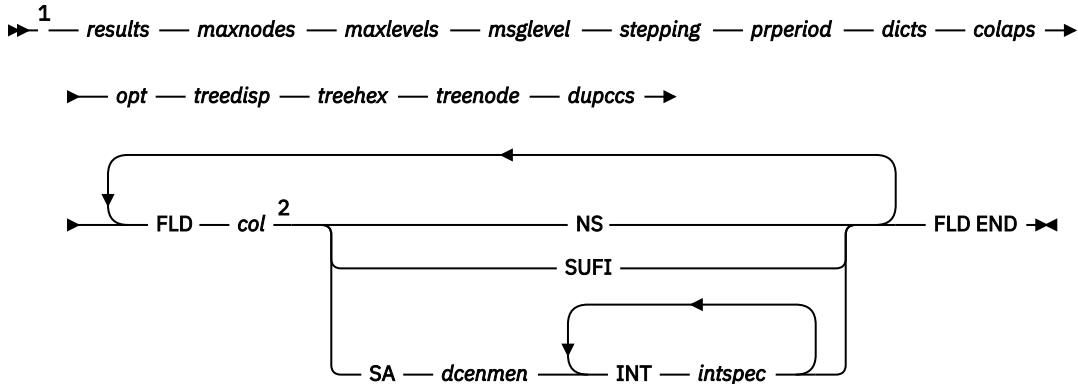 1 results maxnodes maxlevels msglevel stepping prperiod dicts colaps
opt treedisp treehex treenode dupccs
FLD col 2 NS FLD END
SUFI
SA dcenmen INT intspec